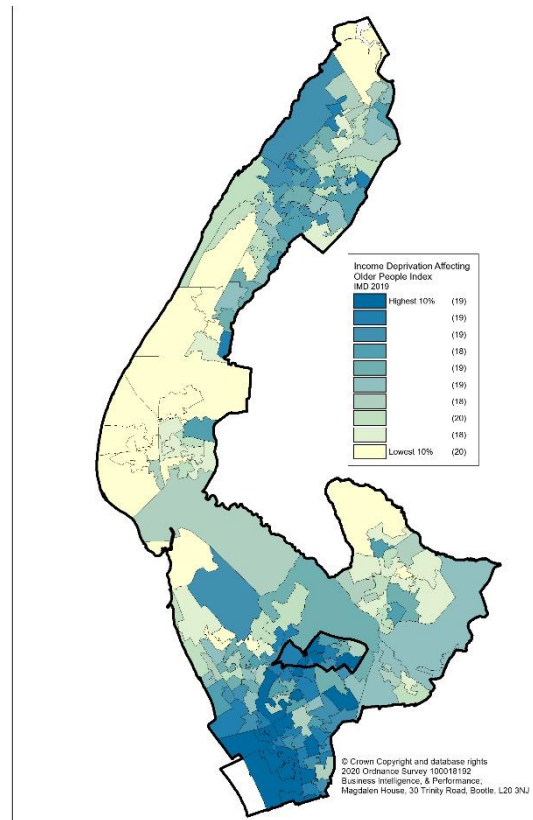 Income Deprivation Affecting
Older People Index
IMD 2019
Highest 10% (19)
(19)
(19)
(18)
(19)
(19)
(18)
(20)
(18)
Lowest 10% (20)
© Crown Copyright and database rights
2020 Ordnance Survey 100018192
Business Intelligence, & Performance,
Magdalen House, 30 Trinity Road, Bootle, L20 3NJ